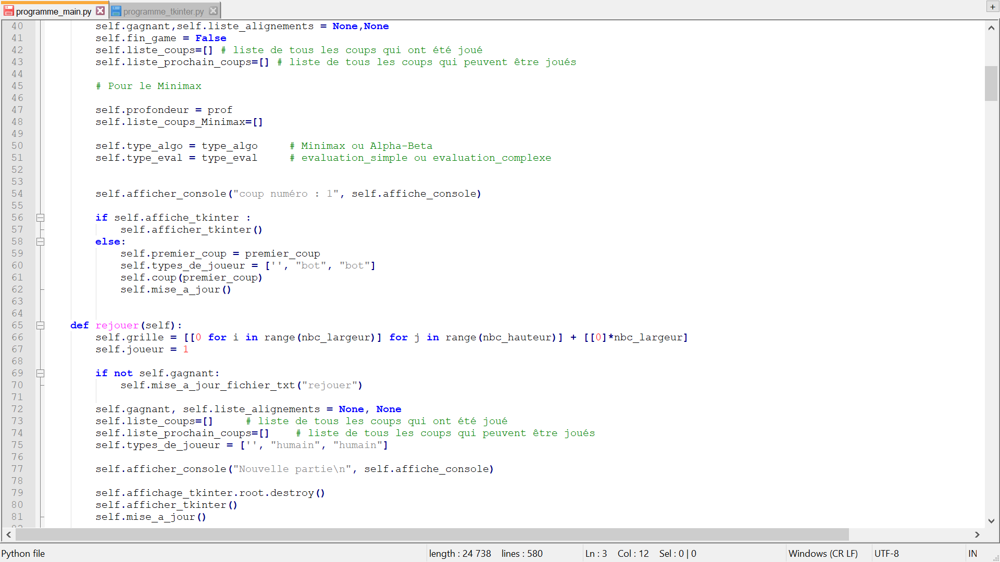 programme_main.py programme_tkinter.py +
40 self.gagnant,self.liste_alignements = None,None
41 self.fin_game = False
42 self.liste_coups=[] # liste de tous les coups qui ont été joué
43 self.liste_prochain_coups=[] # liste de tous les coups qui peuvent être joués
44
45 # Pour le Minimax
46
47 self.profondeur = prof
48 self.liste_coups_Minimax=[]
49
50 self.type_algo = type_algo # Minimax ou Alpha-Beta
51 self.type_eval = type_eval # evaluation_simple ou evaluation_complexe
52
53
54 self.afficher_console("coup numéro : 1", self.affiche_console)
55
56 if self.affiche_tkinter :
57 self.afficher_tkinter()
58 else:
59 self.premier_coup = premier_coup
60 self.types_de_joueur = ['', "bot", "bot"]
61 self.coup(premier_coup)
62 self.mise_a_jour()
63
64
65 def rejouer(self):
66 self.grille = [[0 for i in range(nbc_largeur)] for j in range(nbc_hauteur)] + [[0]*nbc_largeur]
67 self.joueur = 1
68
69 if not self.gagnant:
70 self.mise_a_jour_fichier_txt("rejouer")
71
72 self.gagnant, self.liste_alignements = None, None
73 self.liste_coups=[] # liste de tous les coups qui ont été joué
74 self.liste_prochain_coups=[] # liste de tous les coups qui peuvent être joués
75 self.types_de_joueur = ['', "humain", "humain"]
76
77 self.afficher_console("Nouvelle partie\n", self.affiche_console)
78
79 self.affichage_tkinter.root.destroy()
80 self.afficher_tkinter()
81 self.mise_a_jour()
Python file length : 24 738 lines : 580 Ln : 3 Col : 12 Sel : 0 | 0 Windows (CR LF) UTF-8 IN